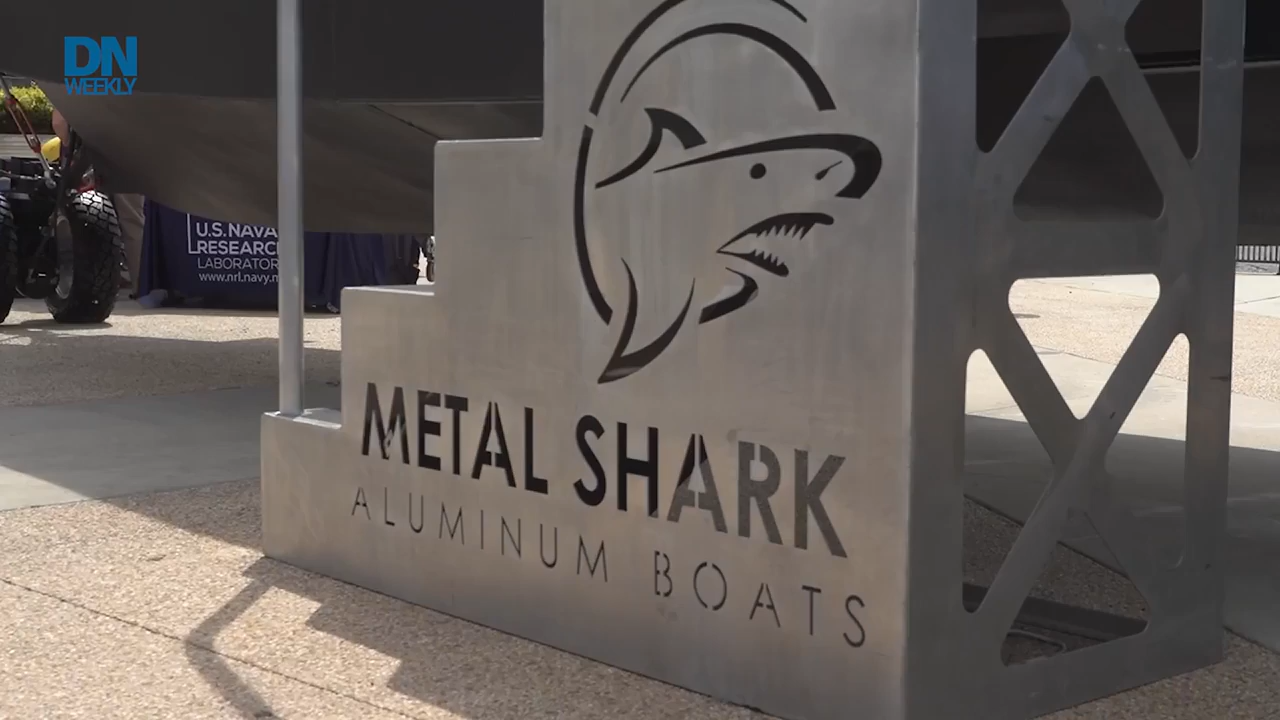 DN
WEEKLY
U.S. NAVA
RESEARCH
LABORATOR
www.nrl.navy.m
METAL SHARK
ALUMINUM BOATS